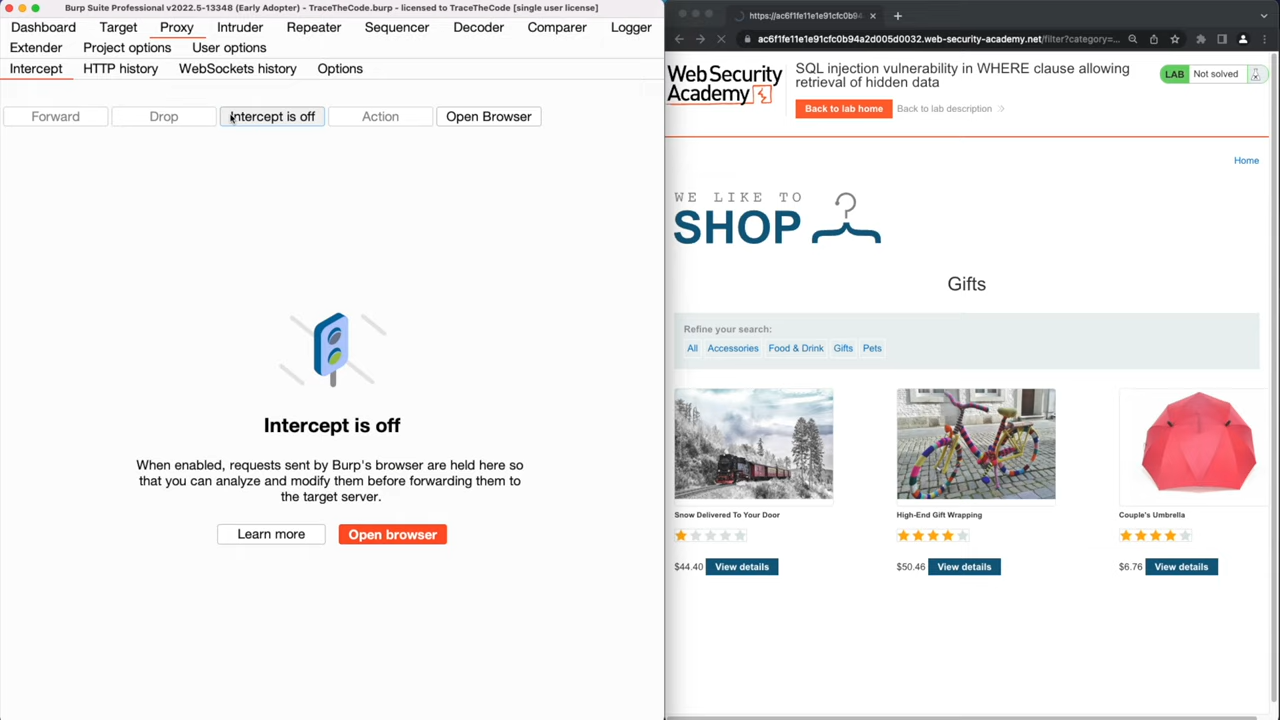 Burp Suite Professional v2022.5-13348 (Early Adopter) - TraceTheCode.burp - licensed to TraceTheCode [single user license]
Dashboard Target Proxy Intruder Repeater Sequencer Decoder Comparer Logger
Extender Project options User options
Intercept HTTP history WebSockets history Options
Forward Drop Intercept is off Action Open Browser
Intercept is off
When enabled, requests sent by Burp's browser are held here so
that you can analyze and modify them before forwarding them to
the target server.
Learn more Open browser
https://ac6f1fe11e1e91cfc0b94
ac6f1fe11e1e91cfc0b94a2d005d0032.web-security-academy.net/filter?category=...
WebSecurity
Academy
SQL injection vulnerability in WHERE clause allowing
retrieval of hidden data
Back to lab home Back to lab description
LAB Not solved
Home
WE LIKE TO
SHOP
Gifts
Refine your search:
All Accessories Food & Drink Gifts Pets
Snow Delivered To Your Door High-End Gift Wrapping Couple's Umbrella
$44.40 View details $50.46 View details $6.76 View details